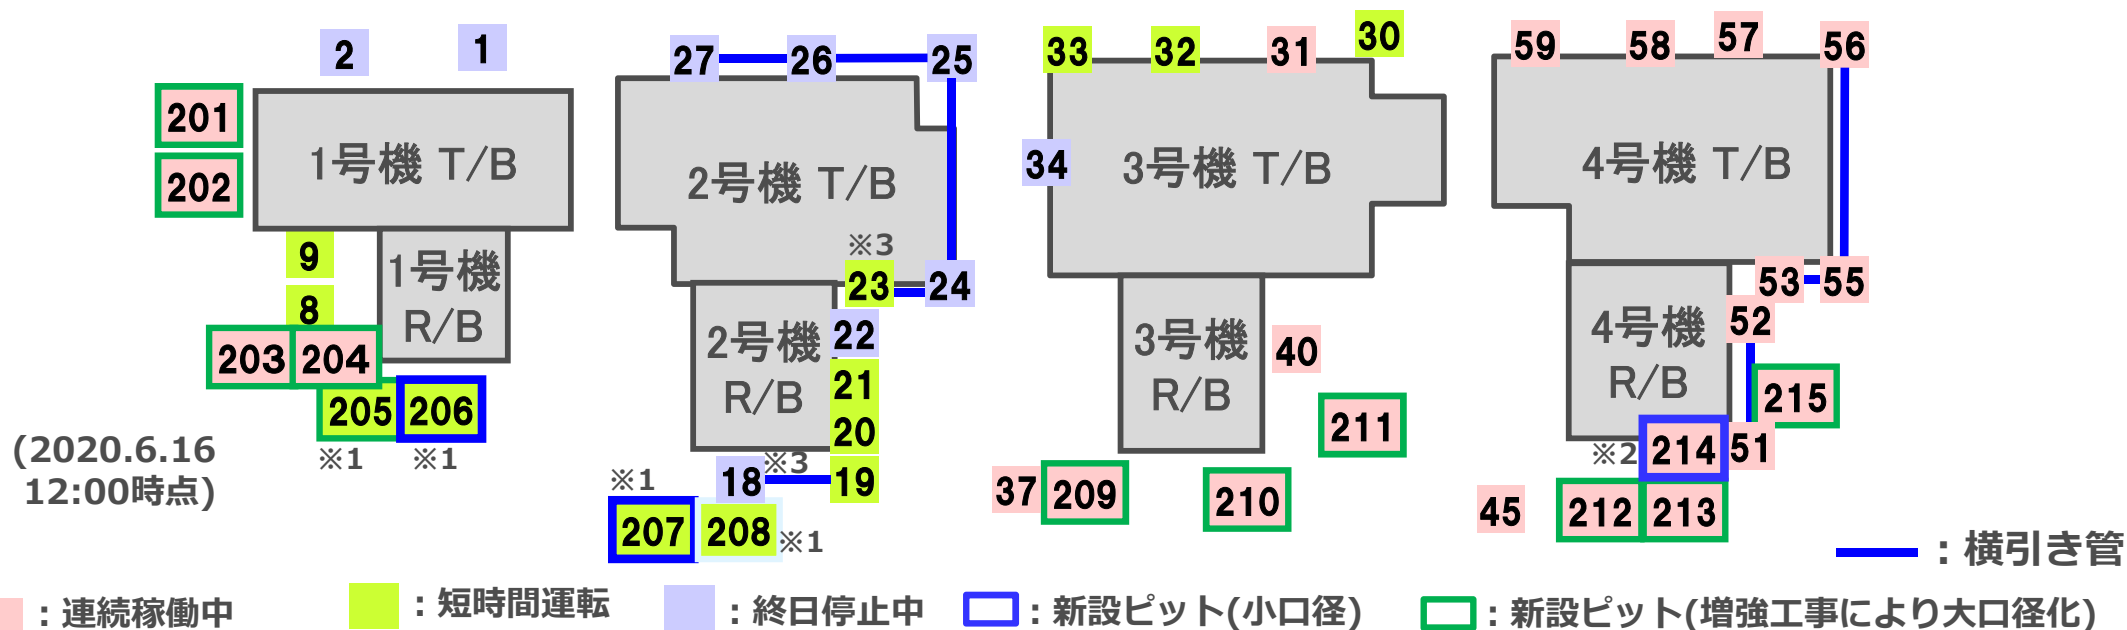 2
1
201
202
1号機 T/B
9
8
1号機
R/B
203
204
205
206
※1
※1
(2020.6.16
12:00時点)
27
26
25
2号機 T/B
※3
23
24
2号機
R/B
22
21
20
18
※3
19
※1
207
208
※1
33
32
31
30
34
3号機 T/B
3号機
R/B
40
211
37
209
210
59
58
57
56
4号機 T/B
53
55
4号機
R/B
52
215
※2
214
51
45
212
213
：横引き管
：連続稼働中
：短時間運転
：終日停止中
：新設ピット(小口径)
：新設ピット(増強工事により大口径化)